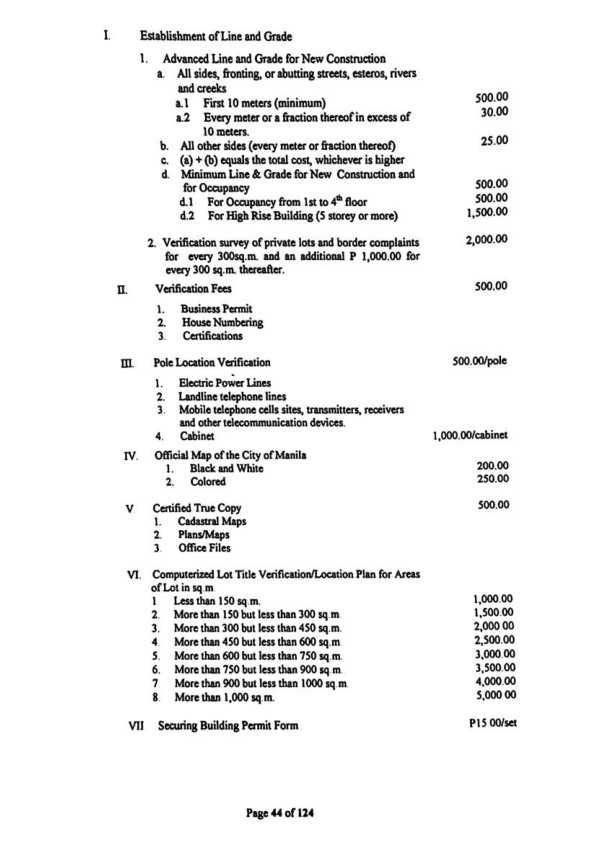 I. Establishment of Line and Grade
1. Advanced Line and Grade for New Construction
a. All sides, fronting, or abutting streets, esteros, rivers
and creeks
a.1 First 10 meters (minimum) 500.00
a.2 Every meter or a fraction thereof in excess of 30.00
10 meters.
b. All other sides (every meter or fraction thereof) 25.00
c. (a) + (b) equals the total cost, whichever is higher
d. Minimum Line & Grade for New Construction and
for Occupancy 500.00
d.1 For Occupancy from 1st to 4th floor 500.00
d.2 For High Rise Building (5 storey or more) 1,500.00
2. Verification survey of private lots and border complaints 2,000.00
for every 300sq.m. and an additional P 1,000.00 for
every 300 sq.m. thereafter.
II. Verification Fees 500.00
1. Business Permit
2. House Numbering
3. Certifications
III. Pole Location Verification 500.00/pole
1. Electric Power Lines
2. Landline telephone lines
3. Mobile telephone cells sites, transmitters, receivers
and other telecommunication devices.
4. Cabinet 1,000.00/cabinet
IV. Official Map of the City of Manila
1. Black and White 200.00
2. Colored 250.00
V Certified True Copy 500.00
1. Cadastral Maps
2. Plans/Maps
3. Office Files
VI. Computerized Lot Title Verification/Location Plan for Areas
of Lot in sq.m.
1 Less than 150 sq.m. 1,000.00
2. More than 150 but less than 300 sq.m. 1,500.00
3. More than 300 but less than 450 sq.m. 2,000 00
4. More than 450 but less than 600 sq.m. 2,500.00
5. More than 600 but less than 750 sq.m. 3,000.00
6. More than 750 but less than 900 sq.m. 3,500.00
7 More than 900 but less than 1000 sq.m. 4,000.00
8. More than 1,000 sq.m. 5,000 00
VII Securing Building Permit Form P15 00/set
Page 44 of 124